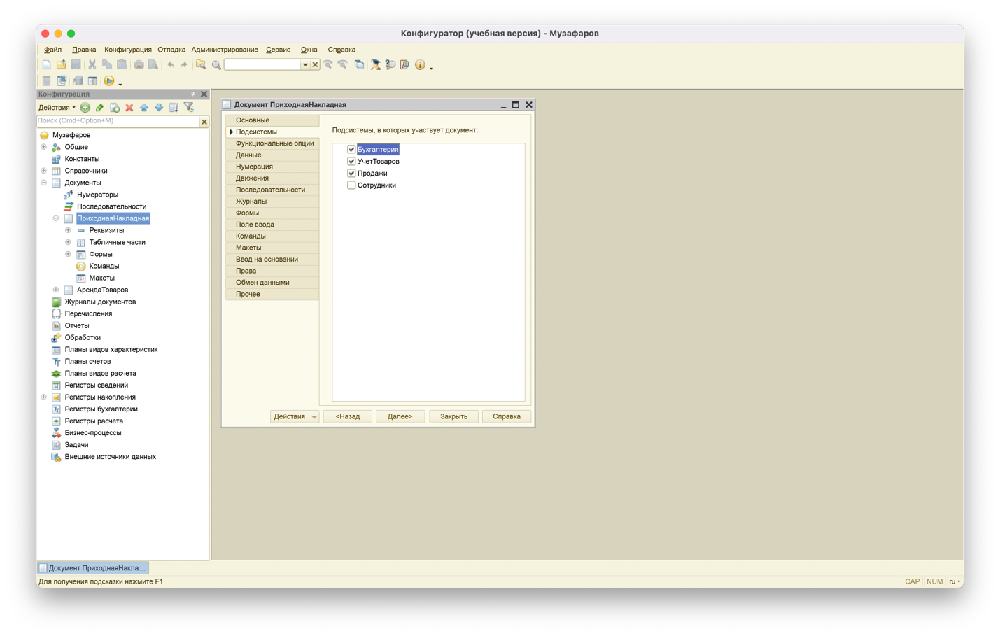 Конфигуратор (учебная версия) - Музафаров
Файл Правка Конфигурация Отладка Администрирование Сервис Окна Справка
Конфигурация
Действия
Поиск (Cmd+Option+M)
Музафаров
Общие
Константы
Справочники
Документы
Нумераторы
Последовательности
ПриходнаяНакладная
Реквизиты
Табличные части
Формы
Команды
Макеты
АрендаТоваров
Журналы документов
Перечисления
Отчеты
Обработки
Планы видов характеристик
Планы счетов
Планы видов расчета
Регистры сведений
Регистры накопления
Регистры бухгалтерии
Регистры расчета
Бизнес-процессы
Задачи
Внешние источники данных
Документ ПриходнаяНакладная
Основные
Подсистемы
Функциональные опции
Данные
Нумерация
Движения
Последовательности
Журналы
Формы
Поле ввода
Команды
Макеты
Ввод на основании
Права
Обмен данными
Прочее
Подсистемы, в которых участвует документ:
Бухгалтерия
УчетТоваров
Продажи
Сотрудники
Действия <Назад Далее> Закрыть Справка
Документ ПриходнаяНакла...
Для получения подсказки нажмите F1
CAP NUM ru